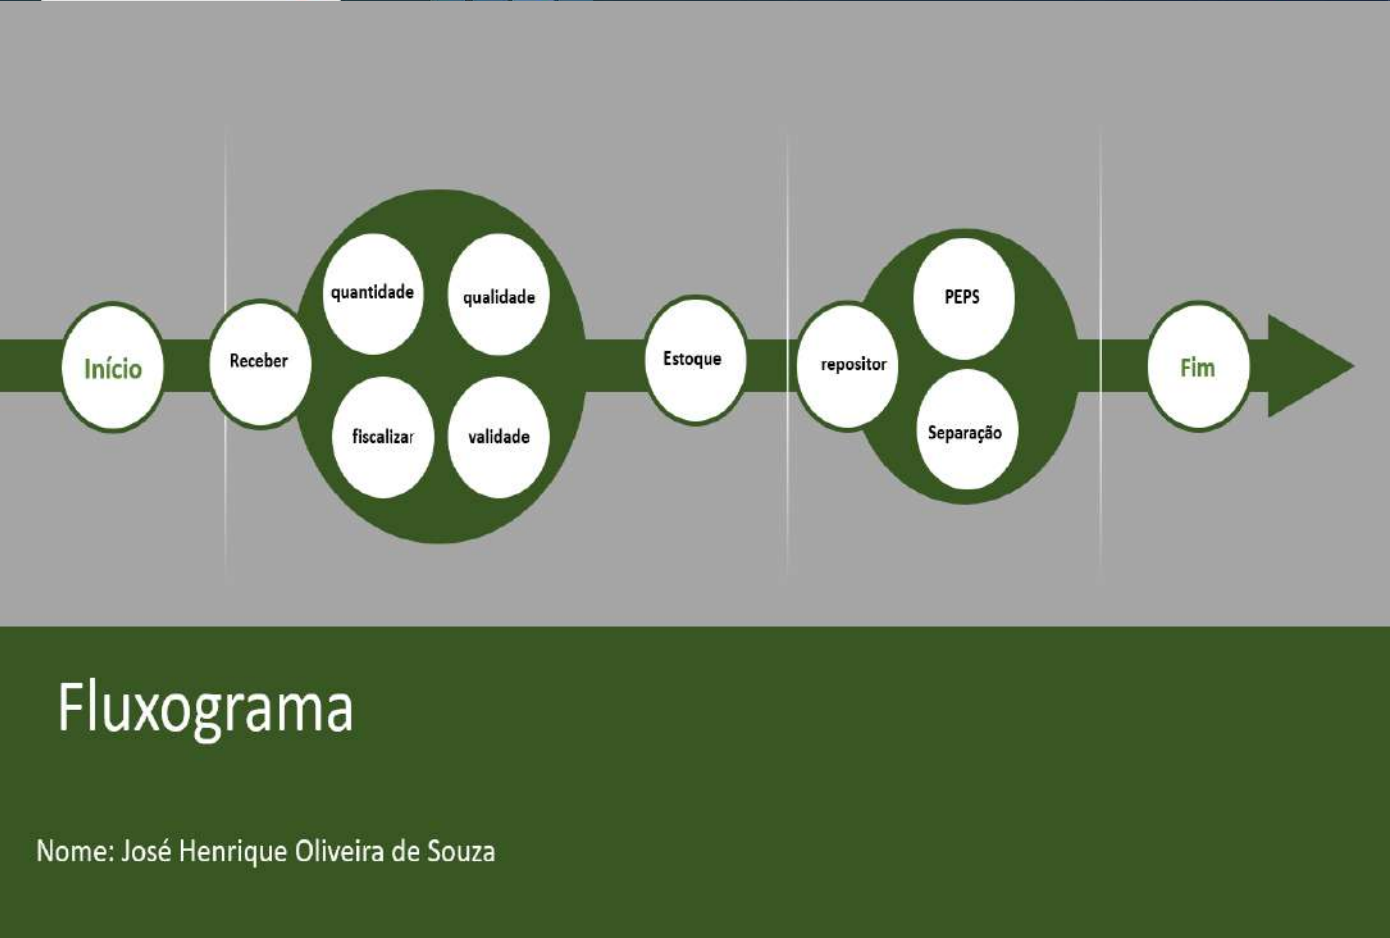 Início
Receber
quantidade
qualidade
fiscalizar
validade
Estoque
repositor
PEPS
Separação
Fim
Fluxograma
Nome: José Henrique Oliveira de Souza